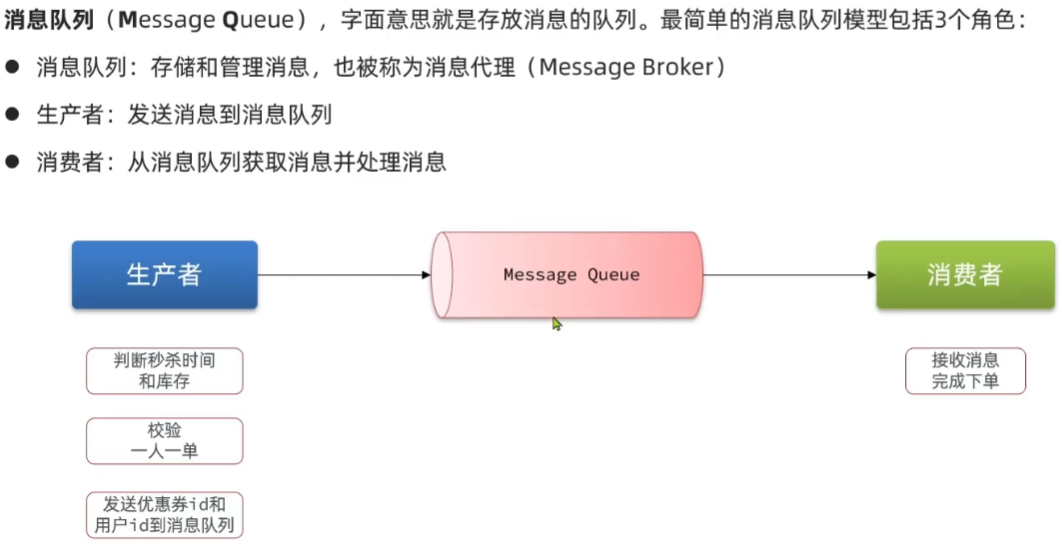 消息队列（Message Queue），字面意思就是存放消息的队列。最简单的消息队列模型包括3个角色：
● 消息队列：存储和管理消息，也被称为消息代理（Message Broker）
● 生产者：发送消息到消息队列
● 消费者：从消息队列获取消息并处理消息
生产者
Message Queue
消费者
判断秒杀时间
和库存
接收消息
完成下单
校验
一人一单
发送优惠券id和
用户id到消息队列